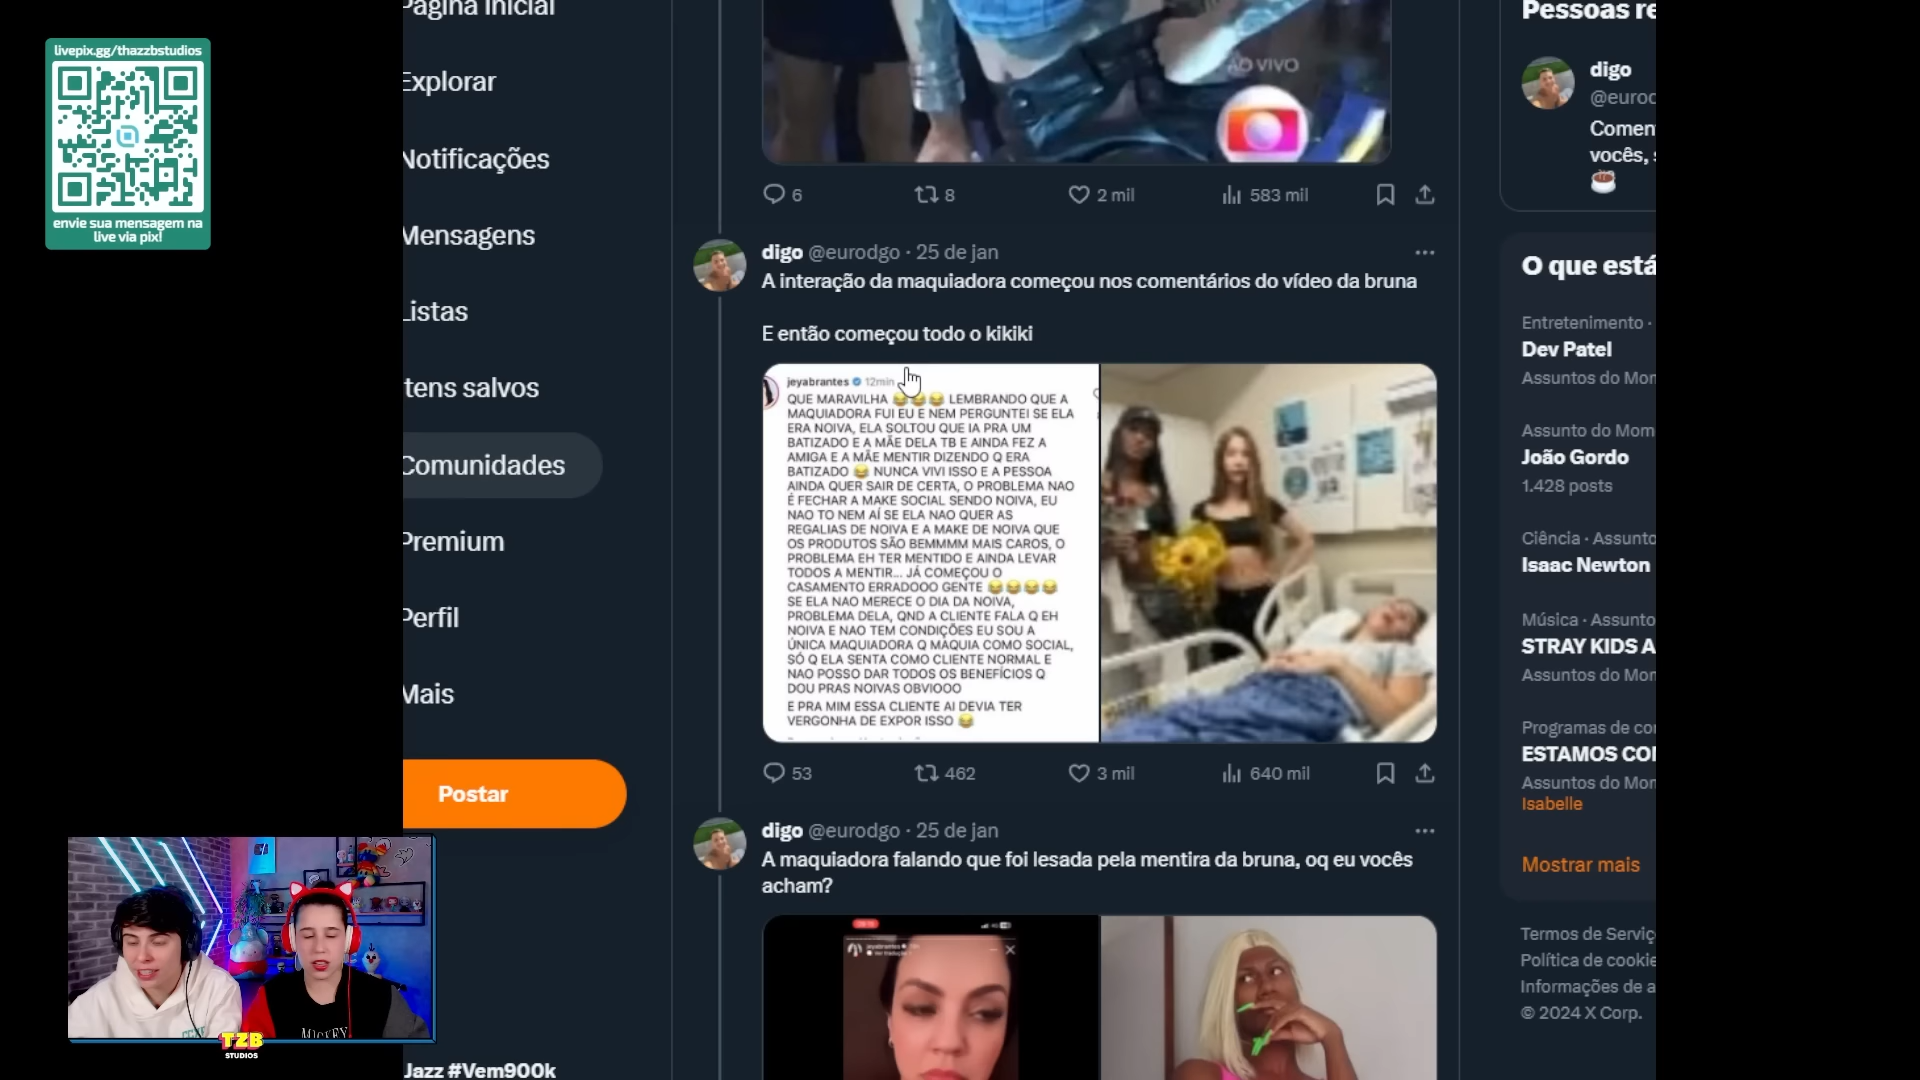 livepix.gg/thazzbstudios
envie sua mensagem na
live via pix!
Página Inicial
Explorar
Notificações
Mensagens
Listas
Itens salvos
Comunidades
Premium
Perfil
Mais
Postar
Jazz #Vem900k
TZB
STUDIOS
MICKEY
AO VIVO
6
8
2 mil
583 mil
digo @eurodgo · 25 de jan
A interação da maquiadora começou nos comentários do vídeo da bruna
E então começou todo o kikiki
jeyabrantes 12min
QUE MARAVILHA 😂😂😂 LEMBRANDO QUE A
MAQUIADORA FUI EU E NEM PERGUNTEI SE ELA
ERA NOIVA, ELA SOLTOU QUE IA PRA UM
BATIZADO E A MÃE DELA TB E AINDA FEZ A
AMIGA E A MÃE MENTIR DIZENDO Q ERA
BATIZADO 😂 NUNCA VIVI ISSO E A PESSOA
AINDA QUER SAIR DE CERTA, O PROBLEMA NAO
É FECHAR A MAKE SOCIAL SENDO NOIVA, EU
NAO TO NEM AÍ SE ELA NAO QUER AS
REGALIAS DE NOIVA E A MAKE DE NOIVA QUE
OS PRODUTOS SÃO BEMMMM MAIS CAROS, O
PROBLEMA EH TER MENTIDO E AINDA LEVAR
TODOS A MENTIR... JÁ COMEÇOU O
CASAMENTO ERRADOOO GENTE 😂😂😂😂
SE ELA NAO MERECE O DIA DA NOIVA,
PROBLEMA DELA, QND A CLIENTE FALA Q EH
NOIVA E NAO TEM CONDIÇÕES EU SOU A
ÚNICA MAQUIADORA Q MAQUIA COMO SOCIAL,
SÓ Q ELA SENTA COMO CLIENTE NORMAL E
NAO POSSO DAR TODOS OS BENEFÍCIOS Q
DOU PRAS NOIVAS OBVIOOO
E PRA MIM ESSA CLIENTE AI DEVIA TER
VERGONHA DE EXPOR ISSO 😂
53
462
3 mil
640 mil
digo @eurodgo · 25 de jan
A maquiadora falando que foi lesada pela mentira da bruna, oq eu vocês
acham?
jeyabrantes
Pessoas re
digo
@euro
Comen
vocês,
O que está
Entretenimento ·
Dev Patel
Assuntos do Mom
Assunto do Mom
João Gordo
1.428 posts
Ciência · Assunto
Isaac Newton
Música · Assunto
STRAY KIDS A
Assuntos do Mom
Programas de co
ESTAMOS CO
Assuntos do Mom
Isabelle
Mostrar mais
Termos de Serviç
Política de cookie
Informações de a
© 2024 X Corp.